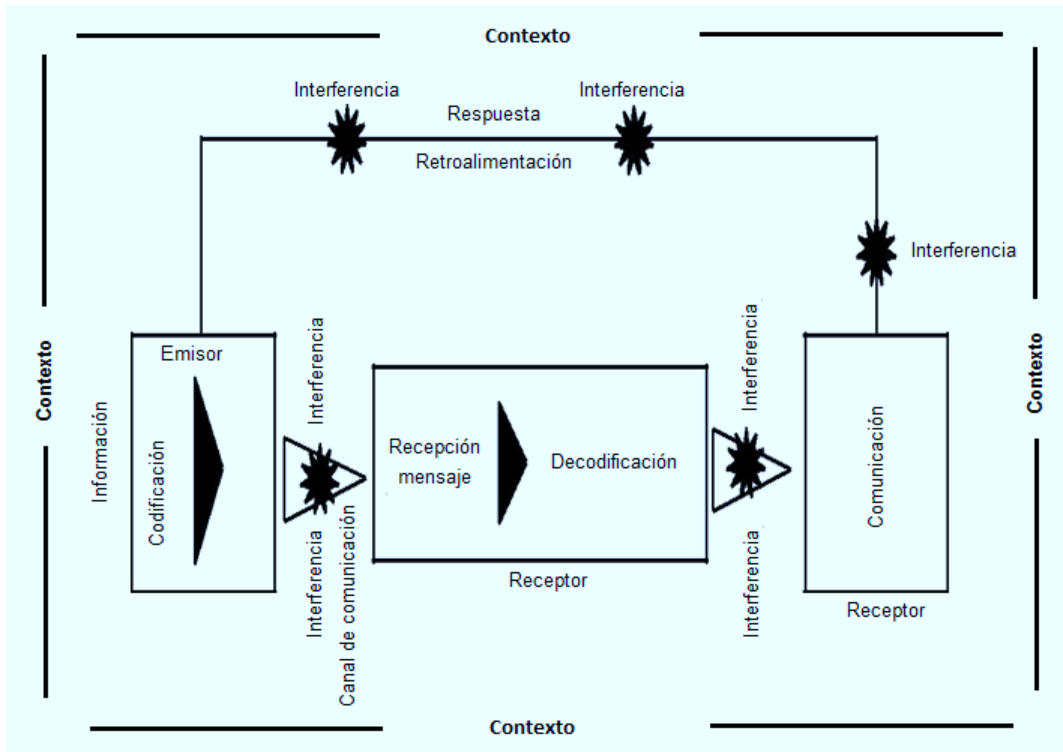 Contexto
Interferencia
Interferencia
Respuesta
Retroalimentación
Interferencia
Contexto
Información
Emisor
Codificación
Interferencia
Interferencia
Canal de comunicación
Recepción
mensaje
Decodificación
Receptor
Interferencia
Interferencia
Comunicación
Receptor
Contexto
Contexto